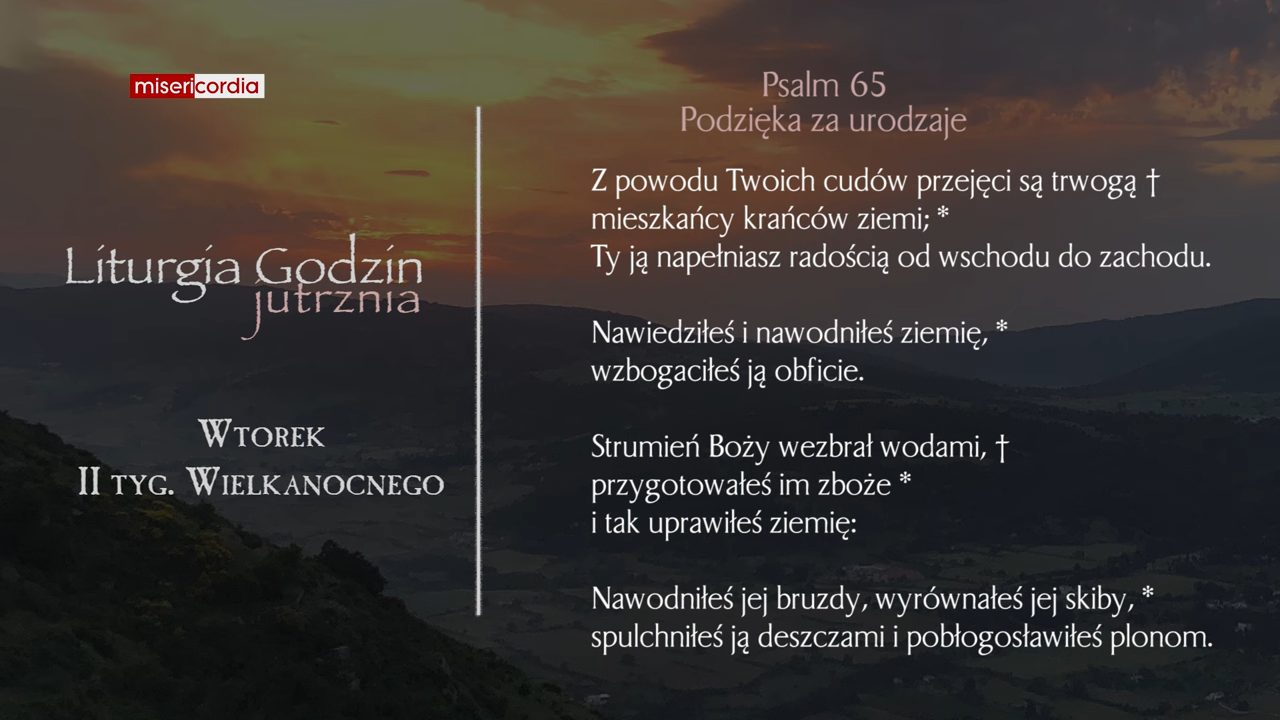 misericordia
Liturgia Godzin
jutrznia
Wtorek
II tyg. Wielkanocnego
Psalm 65
Podzięka za urodzaje
Z powodu Twoich cudów przejęci są trwogą †
mieszkańcy krańców ziemi; *
Ty ją napełniasz radością od wschodu do zachodu.
Nawiedziłeś i nawodniłeś ziemię, *
wzbogaciłeś ją obficie.
Strumień Boży wezbrał wodami, †
przygotowałeś im zboże *
i tak uprawiłeś ziemię:
Nawodniłeś jej bruzdy, wyrównałeś jej skiby, *
spulchniłeś ją deszczami i pobłogosławiłeś plonom.